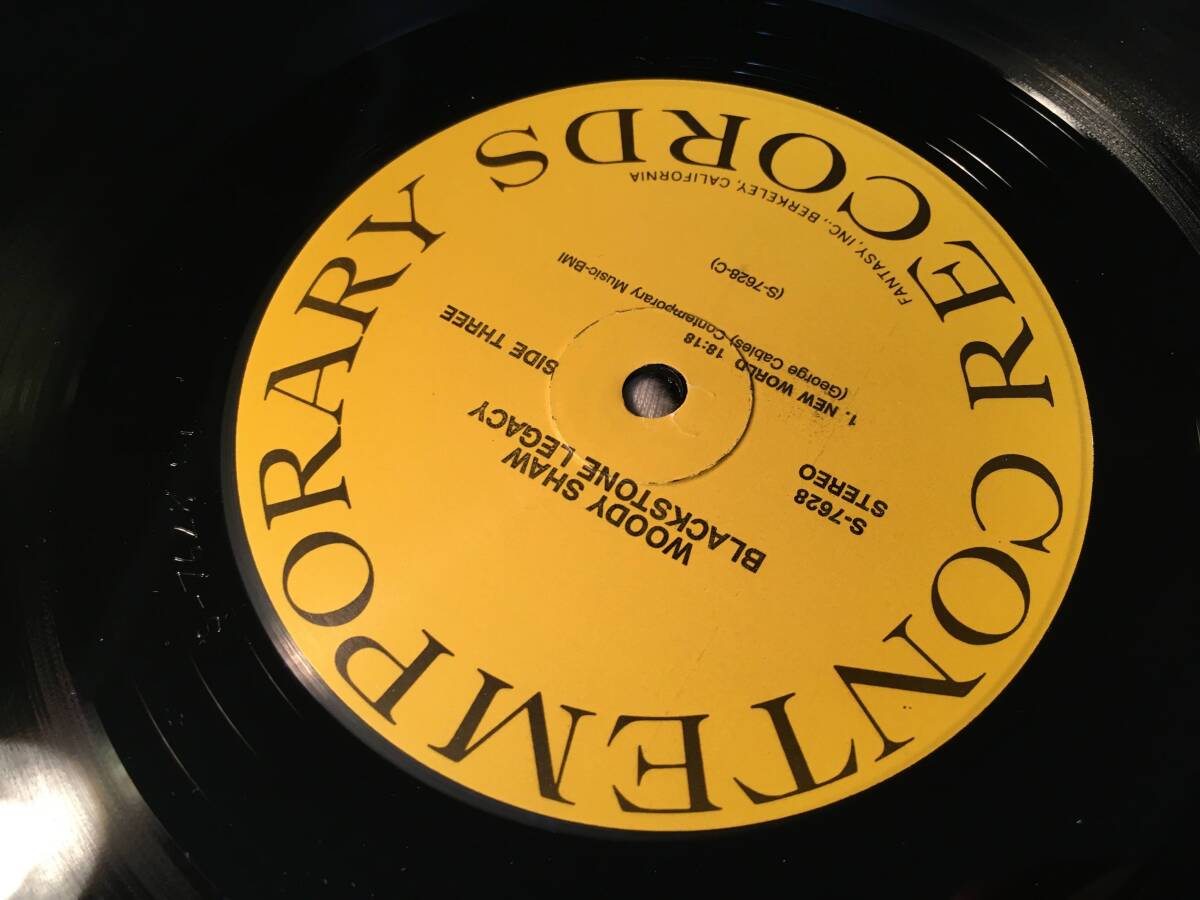 CONTEMPORARY RECORDS
WOODY SHAW
BLACKSTONE LEGACY
S-7628
STEREO
SIDE THREE
1. NEW WORLD 18:18
(George Cables) Contemporary Music-BMI
(S-7628-C)
FANTASY, INC., BERKELEY, CALIFORNIA